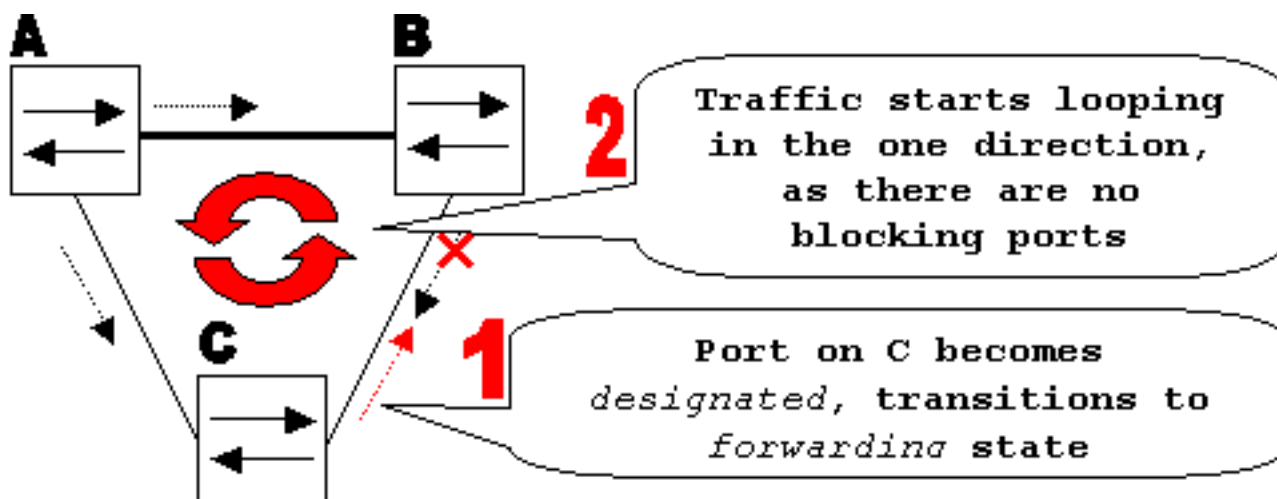 A
B
2
Traffic starts looping
in the one direction,
as there are no
blocking ports
C
1
Port on C becomes
designated, transitions to
forwarding state